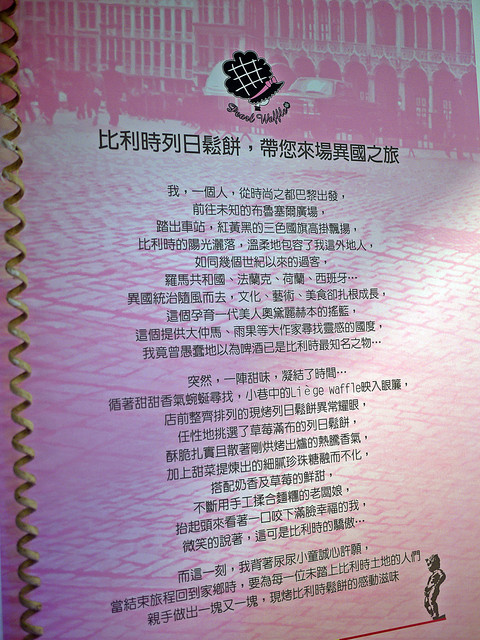 Pearl Waffle®
比利時列日鬆餅，帶您來場異國之旅
我，一個人，從時尚之都巴黎出發，
前往未知的布魯塞爾廣場，
踏出車站，紅黃黑的三色國旗高掛飄揚，
比利時的陽光灑落，溫柔地包容了我這外地人，
如同幾個世紀以來的過客，
羅馬共和國、法蘭克、荷蘭、西班牙…
異國統治隨風而去，文化、藝術、美食卻扎根成長，
這個孕育一代美人奧黛麗赫本的搖籃，
這個提供大仲馬、雨果等大作家尋找靈感的國度，
我竟曾愚蠢地以為啤酒已是比利時最知名之物…
突然，一陣甜味，凝結了時間…
循著甜甜香氣蜿蜒尋找，小巷中的Liège waffle映入眼簾，
店前整齊排列的現烤列日鬆餅異常耀眼，
任性地挑選了草莓滿布的列日鬆餅，
酥脆扎實且散著剛烘烤出爐的熱騰香氣，
加上甜菜提煉出的細膩珍珠糖融而不化，
搭配奶香及草莓的鮮甜，
不斷用手工揉合麵糰的老闆娘，
抬起頭來看著一口咬下滿臉幸福的我，
微笑的說著，這可是比利時的驕傲…
而這一刻，我背著尿尿小童誠心許願，
當結束旅程回到家鄉時，要為每一位未踏上比利時土地的人們
親手做出一塊又一塊，現烤比利時鬆餅的感動滋味